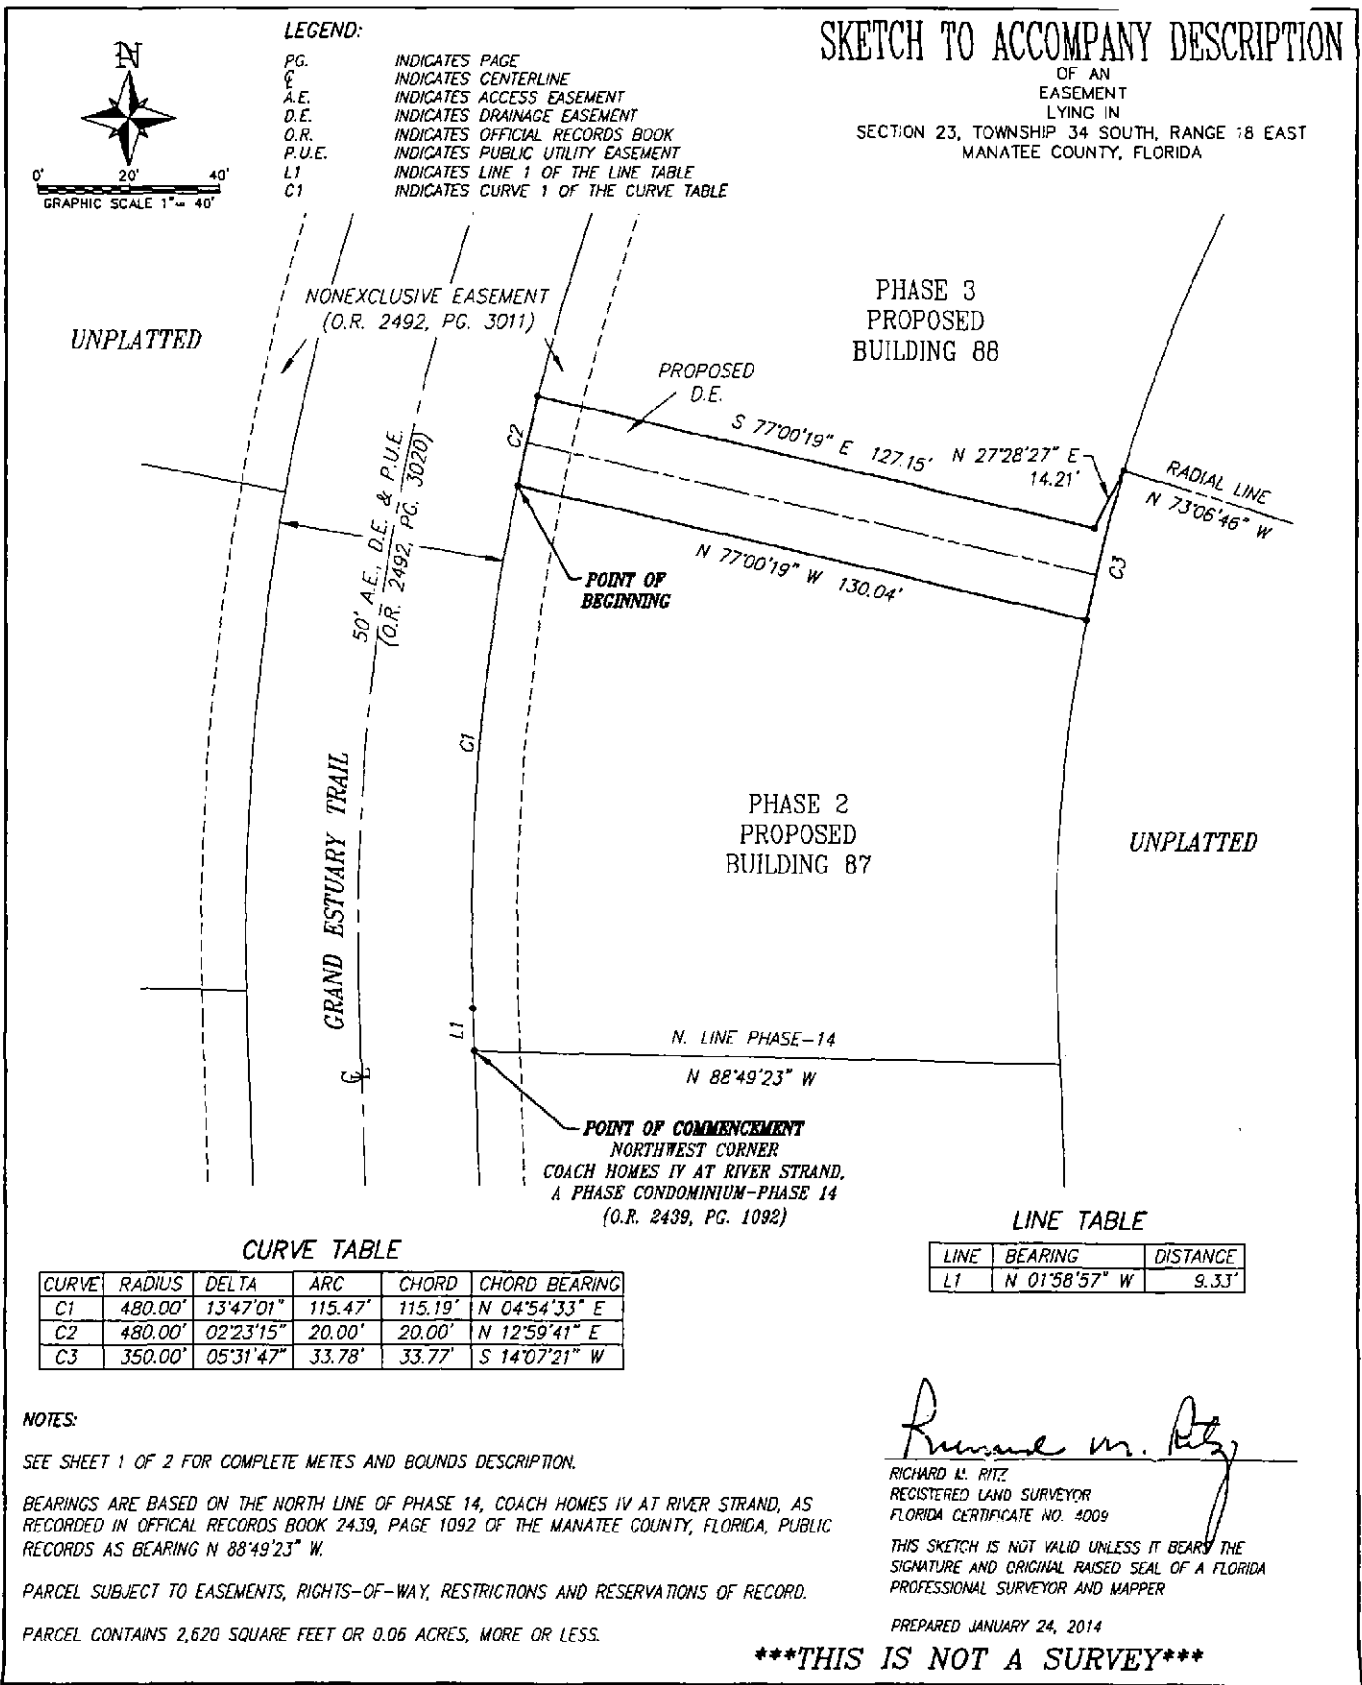 LEGEND:
PG. INDICATES PAGE
℄ INDICATES CENTERLINE
A.E. INDICATES ACCESS EASEMENT
D.E. INDICATES DRAINAGE EASEMENT
O.R. INDICATES OFFICIAL RECORDS BOOK
P.U.E. INDICATES PUBLIC UTILITY EASEMENT
L1 INDICATES LINE 1 OF THE LINE TABLE
C1 INDICATES CURVE 1 OF THE CURVE TABLE
N
0' 20' 40'
GRAPHIC SCALE 1"= 40'
SKETCH TO ACCOMPANY DESCRIPTION
OF AN
EASEMENT
LYING IN
SECTION 23, TOWNSHIP 34 SOUTH, RANGE 18 EAST
MANATEE COUNTY, FLORIDA
NONEXCLUSIVE EASEMENT
(O.R. 2492, PG. 3011)
UNPLATTED
PHASE 3
PROPOSED
BUILDING 88
PROPOSED
D.E.
S 77°00'19" E 127.15'
N 27°28'27" E
14.21'
RADIAL LINE
N 73°06'46" W
C2
C3
N 77°00'19" W 130.04'
POINT OF
BEGINNING
50' A.E., D.E. & P.U.E.
(O.R. 2492, PG. 3020)
C1
GRAND ESTUARY TRAIL
℄
PHASE 2
PROPOSED
BUILDING 87
UNPLATTED
L1
N. LINE PHASE-14
N 88°49'23" W
POINT OF COMMENCEMENT
NORTHWEST CORNER
COACH HOMES IV AT RIVER STRAND,
A PHASE CONDOMINIUM-PHASE 14
(O.R. 2439, PG. 1092)
CURVE TABLE
CURVE RADIUS DELTA ARC CHORD CHORD BEARING
C1 480.00' 13°47'01" 115.47' 115.19' N 04°54'33" E
C2 480.00' 02°23'15" 20.00' 20.00' N 12°59'41" E
C3 350.00' 05°31'47" 33.78' 33.77' S 14°07'21" W
LINE TABLE
LINE BEARING DISTANCE
L1 N 01°58'57" W 9.33'
NOTES:
SEE SHEET 1 OF 2 FOR COMPLETE METES AND BOUNDS DESCRIPTION.
BEARINGS ARE BASED ON THE NORTH LINE OF PHASE 14, COACH HOMES IV AT RIVER STRAND, AS
RECORDED IN OFFICAL RECORDS BOOK 2439, PAGE 1092 OF THE MANATEE COUNTY, FLORIDA, PUBLIC
RECORDS AS BEARING N 88°49'23" W.
PARCEL SUBJECT TO EASEMENTS, RIGHTS-OF-WAY, RESTRICTIONS AND RESERVATIONS OF RECORD.
PARCEL CONTAINS 2,620 SQUARE FEET OR 0.06 ACRES, MORE OR LESS.
Richard M. Ritz
RICHARD M. RITZ
REGISTERED LAND SURVEYOR
FLORIDA CERTIFICATE NO. 4009
THIS SKETCH IS NOT VALID UNLESS IT BEARS THE
SIGNATURE AND ORIGINAL RAISED SEAL OF A FLORIDA
PROFESSIONAL SURVEYOR AND MAPPER
PREPARED JANUARY 24, 2014
***THIS IS NOT A SURVEY***